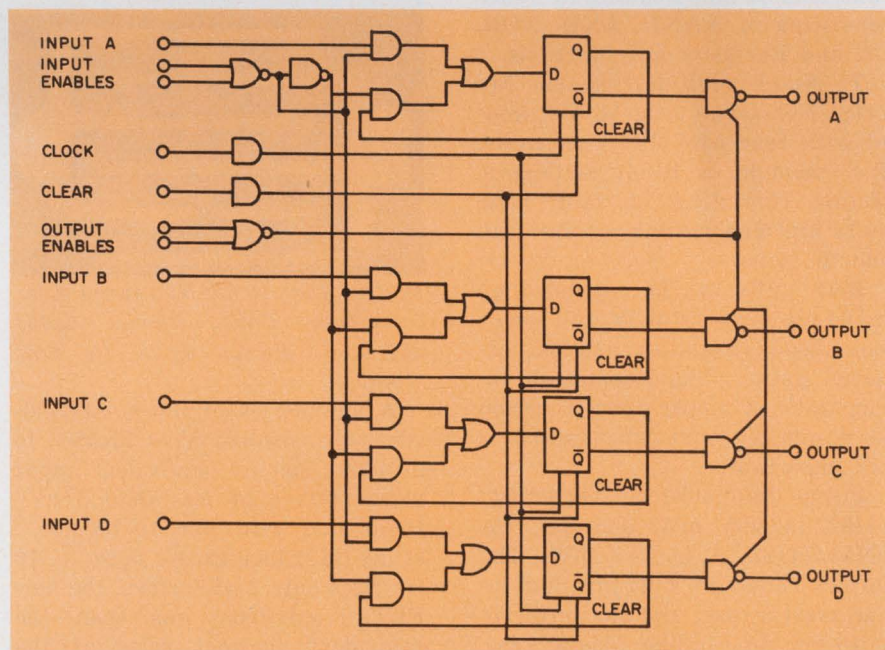 INPUT A
INPUT
ENABLES
CLOCK
CLEAR
OUTPUT
ENABLES
INPUT B
INPUT C
INPUT D
Q
D
Q̅
CLEAR
OUTPUT
A
Q
D
Q̅
CLEAR
OUTPUT
B
Q
D
Q̅
CLEAR
OUTPUT
C
Q
D
Q̅
CLEAR
OUTPUT
D